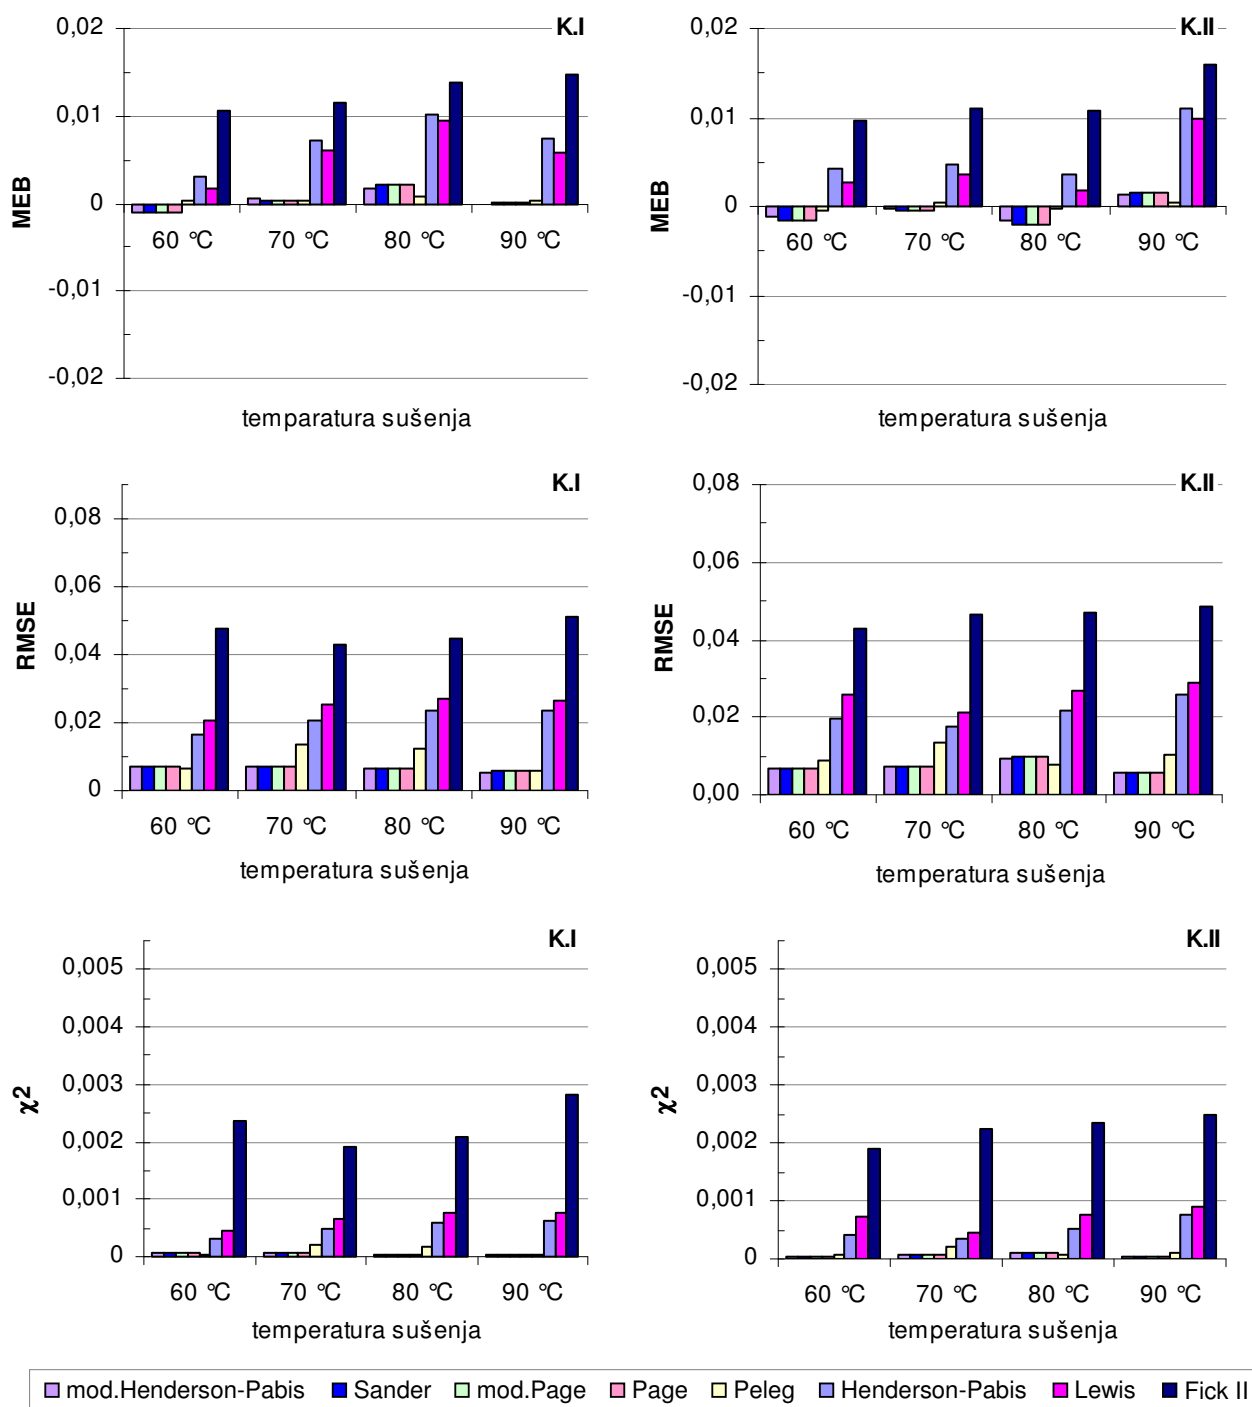 K.I
0,02
0,01
0
-0,01
-0,02
MEB
60 °C 70 °C 80 °C 90 °C
temparatura sušenja
K.II
0,02
0,01
0
-0,01
-0,02
MEB
60 °C 70 °C 80 °C 90 °C
temperatura sušenja
K.I
0,08
0,06
0,04
0,02
0
RMSE
60 °C 70 °C 80 °C 90 °C
temperatura sušenja
K.II
0,08
0,06
0,04
0,02
0,00
RMSE
60 °C 70 °C 80 °C 90 °C
temperatura sušenja
K.I
0,005
0,004
0,003
0,002
0,001
0
χ2
60 °C 70 °C 80 °C 90 °C
temperatura sušenja
K.II
0,005
0,004
0,003
0,002
0,001
0
χ2
60 °C 70 °C 80 °C 90 °C
temperatura sušenja
mod.Henderson-Pabis Sander mod.Page Page Peleg Henderson-Pabis Lewis Fick II